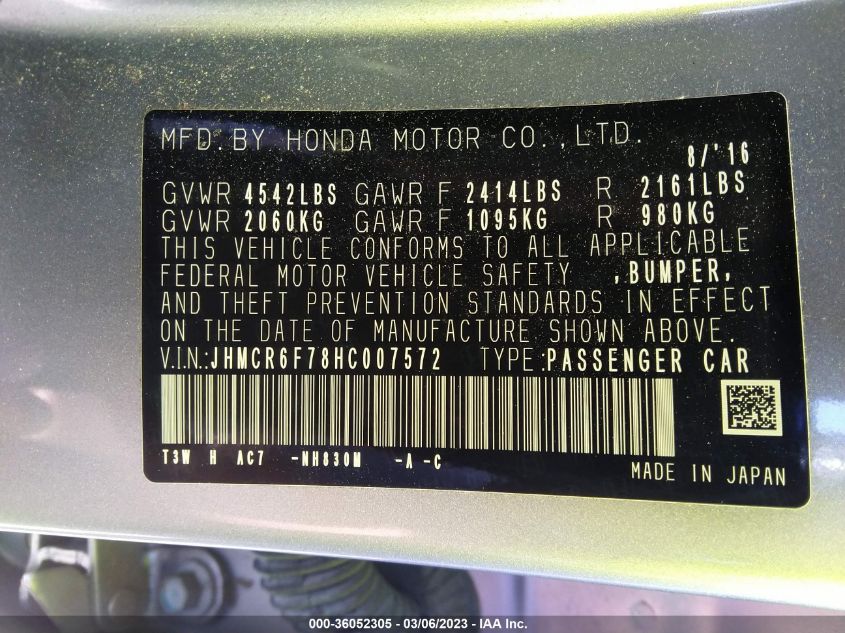 MFD. BY HONDA MOTOR CO., LTD.
8/'16
GVWR 4542LBS GAWR F 2414LBS R 2161LBS
GVWR 2060KG GAWR F 1095KG R 980KG
THIS VEHICLE CONFORMS TO ALL APPLICABLE
FEDERAL MOTOR VEHICLE SAFETY ,BUMPER,
AND THEFT PREVENTION STANDARDS IN EFFECT
ON THE DATE OF MANUFACTURE SHOWN ABOVE.
V.I.N.:JHMCR6F78HC007572 TYPE:PASSENGER CAR
T3W H AC7 -NH830M -A -C
MADE IN JAPAN
000-36052305 - 03/06/2023 - © IAA Inc.